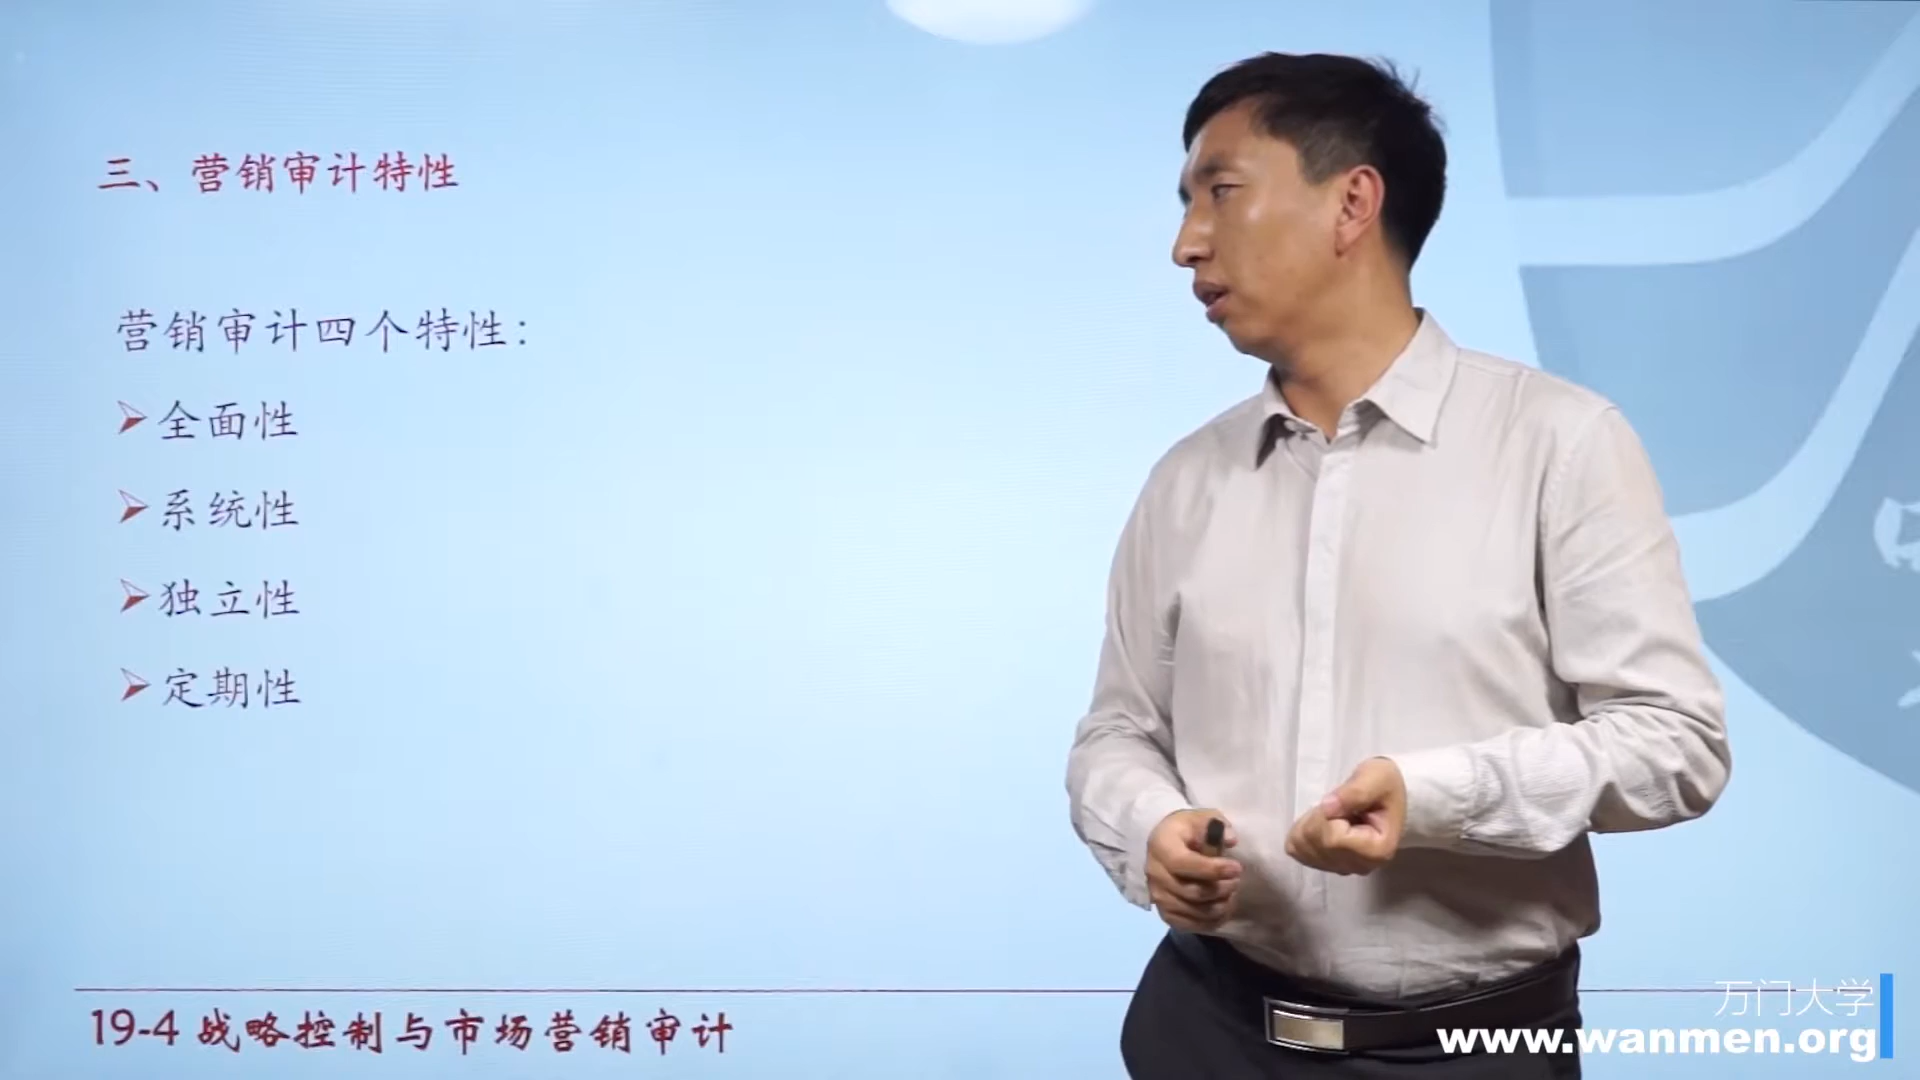 三、营销审计特性
营销审计四个特性：
全面性
系统性
独立性
定期性
19-4 战略控制与市场营销审计
万门大学
www.wanmen.org